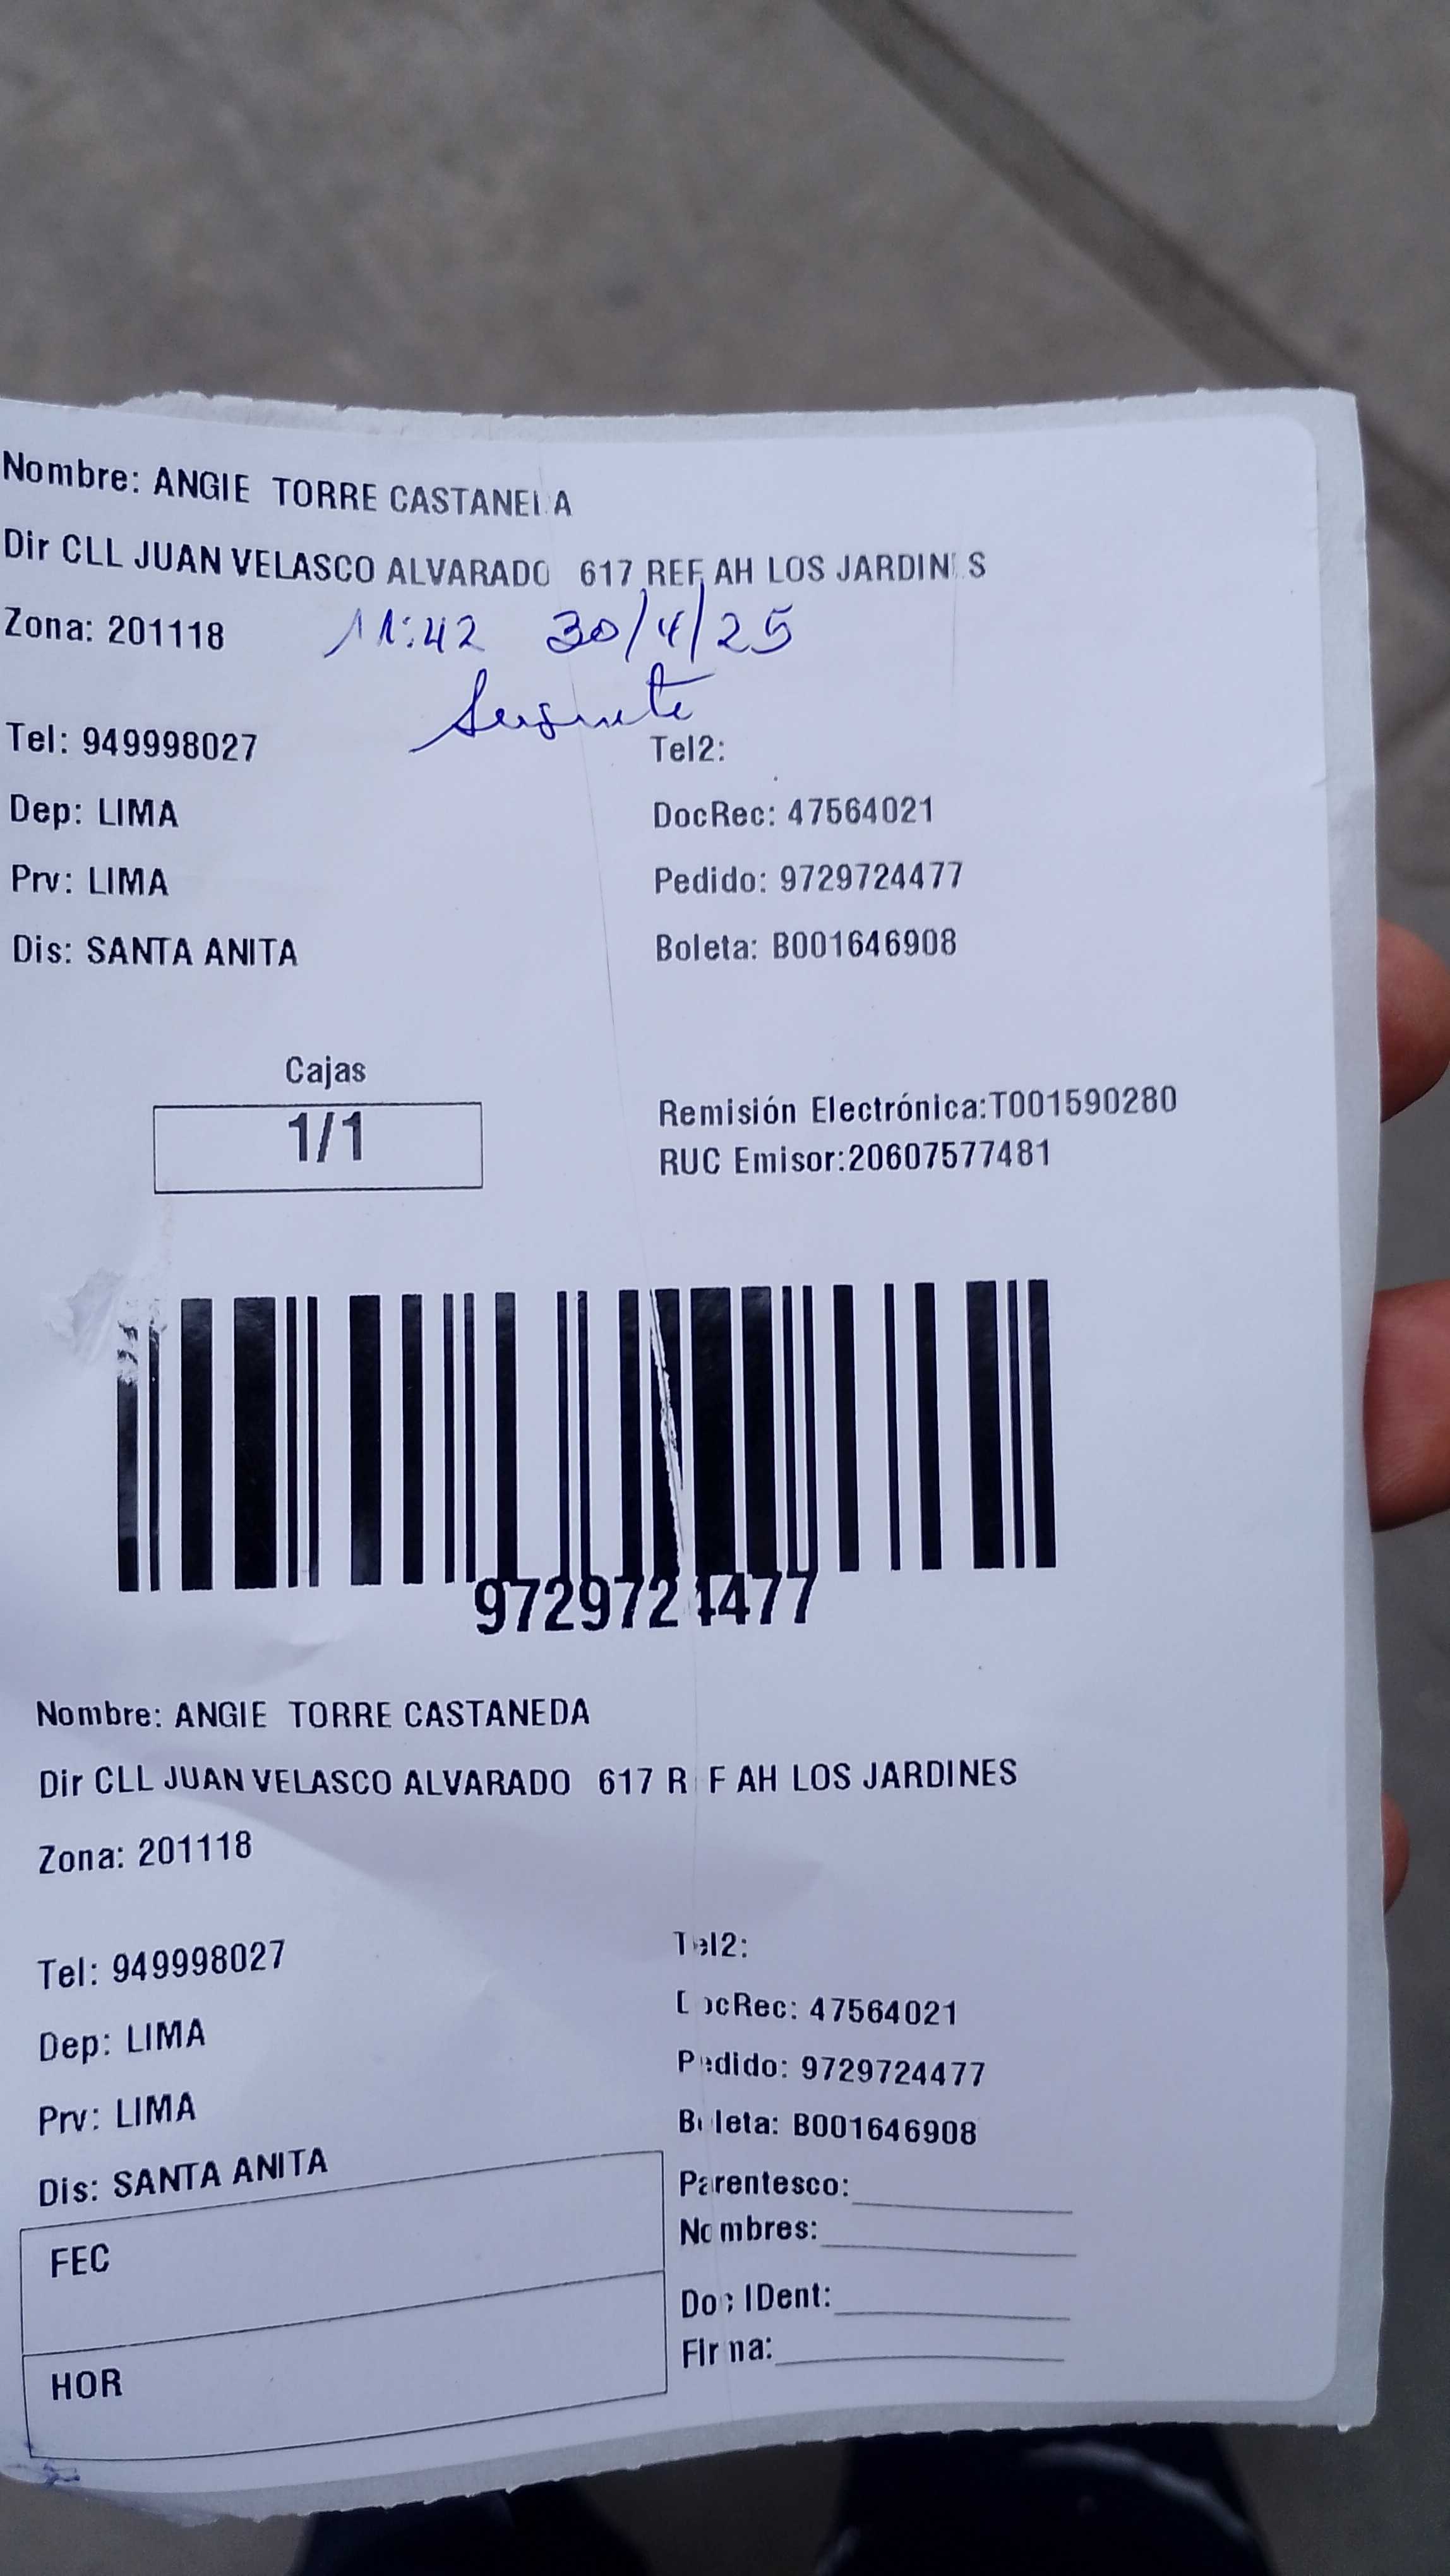 Nombre: ANGIE TORRE CASTANEDA
Dir CLL JUAN VELASCO ALVARADO 617 REF AH LOS JARDINES
Zona: 201118 11:42 30/4/25
Tel: 949998027 Tel2:
Dep: LIMA DocRec: 47564021
Prv: LIMA Pedido: 9729724477
Dis: SANTA ANITA Boleta: B001646908
Cajas
1/1
Remisión Electrónica:T001590280
RUC Emisor:20607577481
9729724477
Nombre: ANGIE TORRE CASTANEDA
Dir CLL JUAN VELASCO ALVARADO 617 REF AH LOS JARDINES
Zona: 201118
Tel: 949998027 Tel2:
Dep: LIMA DocRec: 47564021
Prv: LIMA Pedido: 9729724477
Dis: SANTA ANITA Boleta: B001646908
FEC
HOR
Parentesco:
Nombres:
Doc IDent:
Firma: